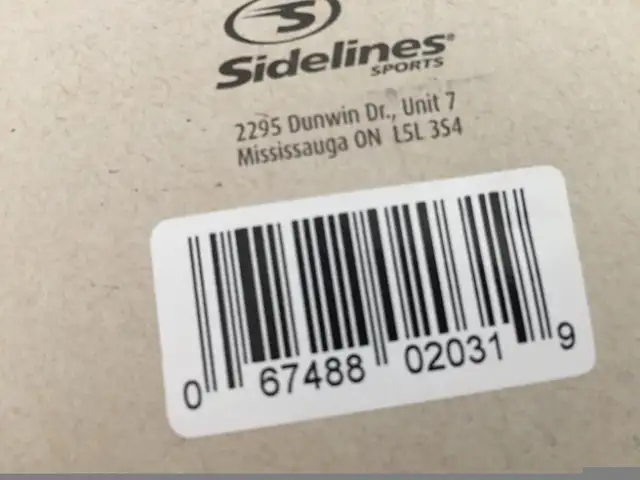 Sidelines®
SPORTS
2295 Dunwin Dr., Unit 7
Mississauga ON L5L 3S4
0 67488 02031 9